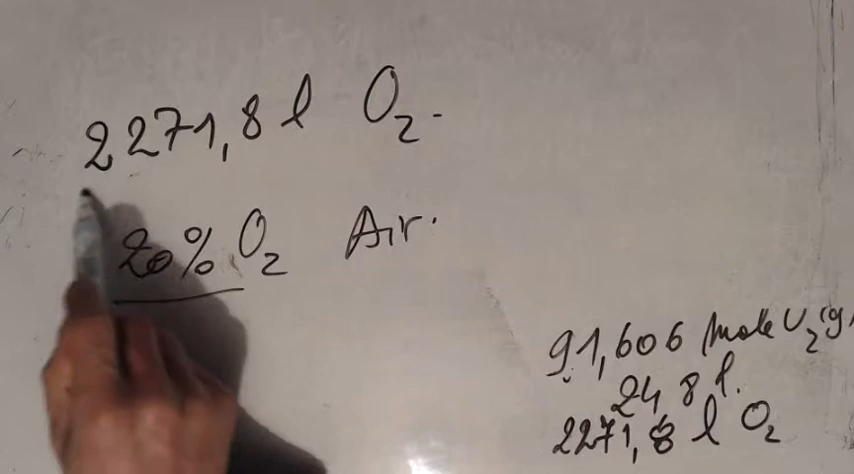 2271,8 l O₂.
20% O₂ Air.
91,606 mole O₂(g)
24 8 l.
2271,8 l O₂